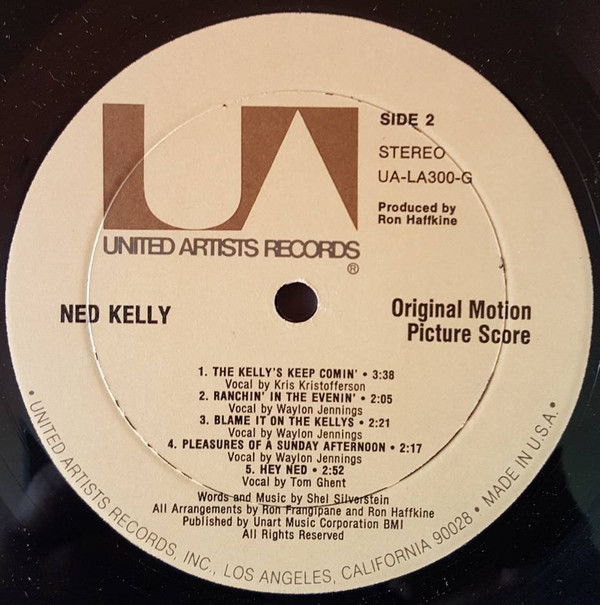 SIDE 2
STEREO
UA-LA300-G
Produced by
Ron Haffkine
UA
UNITED ARTISTS RECORDS
®
NED KELLY
Original Motion
Picture Score
1. THE KELLY'S KEEP COMIN' • 3:38
Vocal by Kris Kristofferson
2. RANCHIN' IN THE EVENIN' • 2:05
Vocal by Waylon Jennings
3. BLAME IT ON THE KELLYS • 2:21
Vocal by Waylon Jennings
4. PLEASURES OF A SUNDAY AFTERNOON • 2:17
Vocal by Waylon Jennings
5. HEY NED • 2:52
Vocal by Tom Ghent
Words and Music by Shel Silverstein
All Arrangements by Ron Frangipane and Ron Haffkine
Published by Unart Music Corporation BMI
All Rights Reserved
• UNITED ARTISTS RECORDS, INC., LOS ANGELES, CALIFORNIA 90028 • MADE IN U.S.A. •